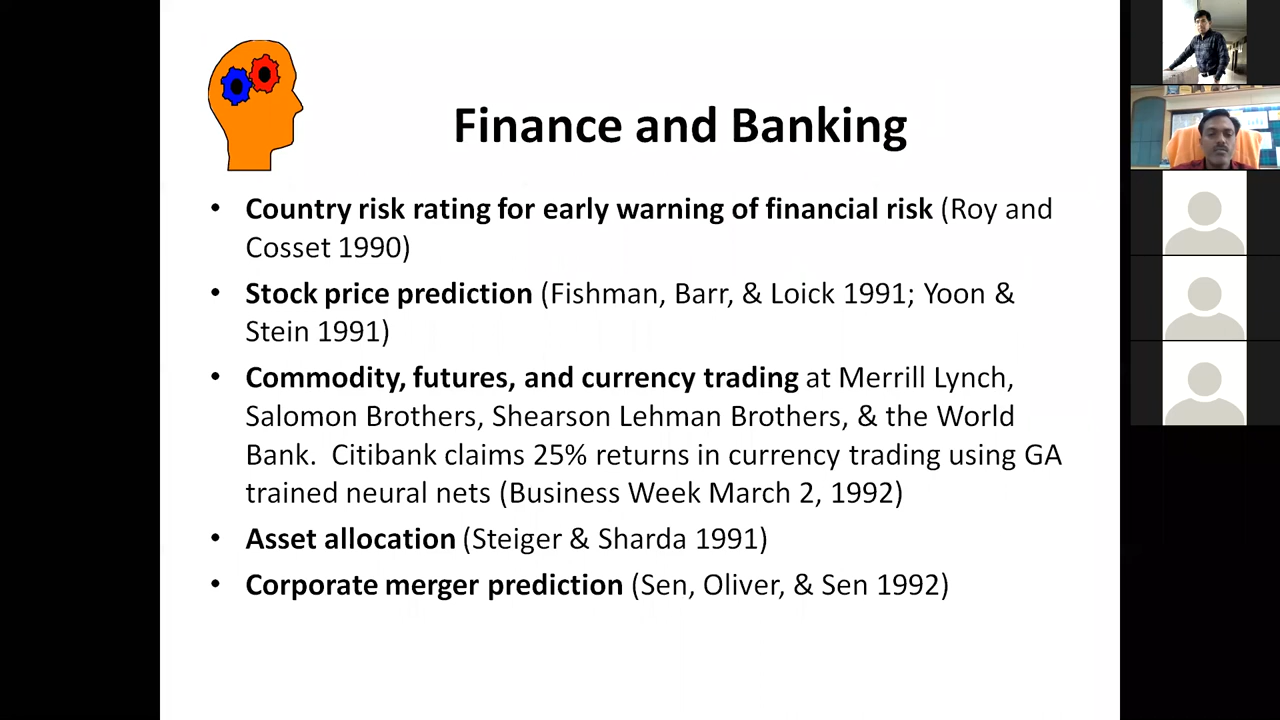 Finance and Banking
• Country risk rating for early warning of financial risk (Roy and
Cosset 1990)
• Stock price prediction (Fishman, Barr, & Loick 1991; Yoon &
Stein 1991)
• Commodity, futures, and currency trading at Merrill Lynch,
Salomon Brothers, Shearson Lehman Brothers, & the World
Bank.  Citibank claims 25% returns in currency trading using GA
trained neural nets (Business Week March 2, 1992)
• Asset allocation (Steiger & Sharda 1991)
• Corporate merger prediction (Sen, Oliver, & Sen 1992)